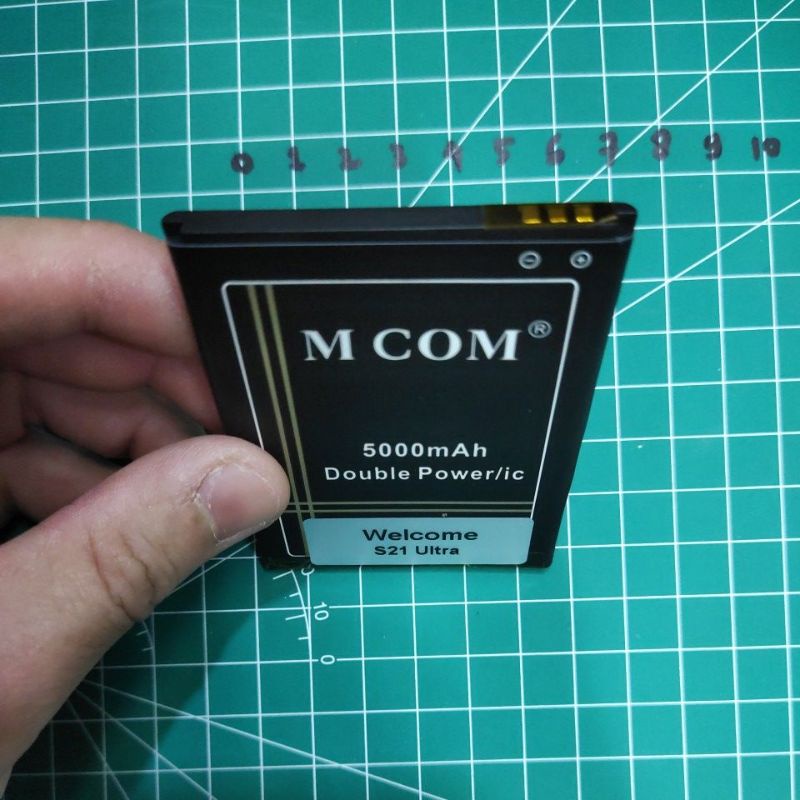 0 1 2 3 4 5 6 7 8 9 10
⊖ ⊕
M COM®
5000mAh
Double Power/ic
Welcome
S21 Ultra
10
0